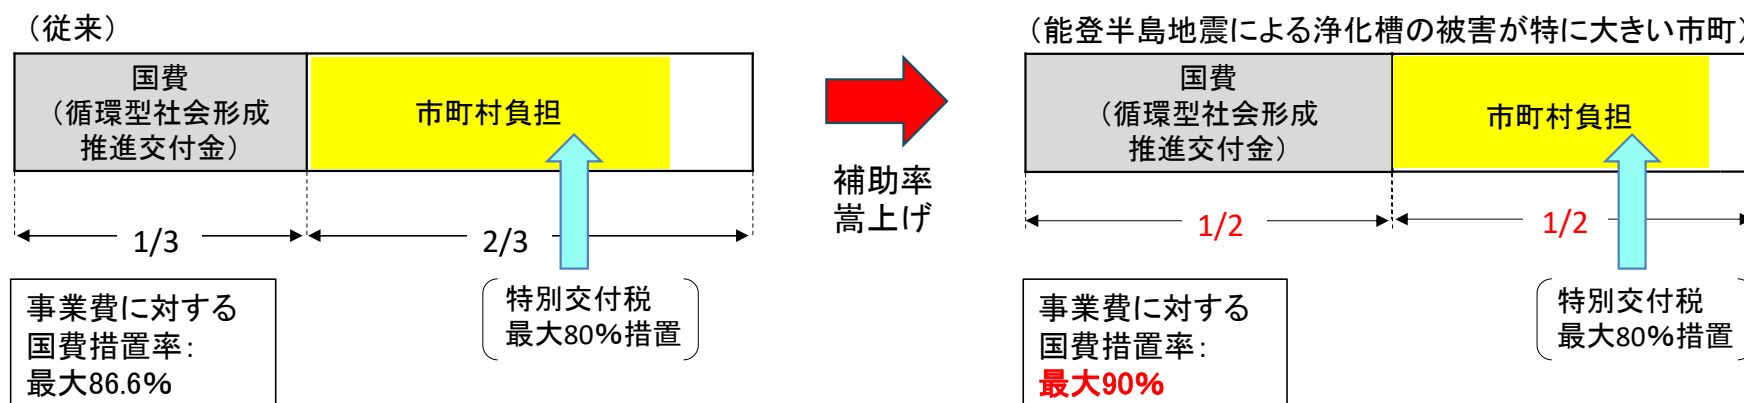 （従来）
国費
（循環型社会形成
推進交付金）
市町村負担
1/3
2/3
特別交付税
最大80％措置
事業費に対する
国費措置率：
最大86.6％
補助率
嵩上げ
（能登半島地震による浄化槽の被害が特に大きい市町）
国費
（循環型社会形成
推進交付金）
市町村負担
1/2
1/2
特別交付税
最大80％措置
事業費に対する
国費措置率：
最大90％